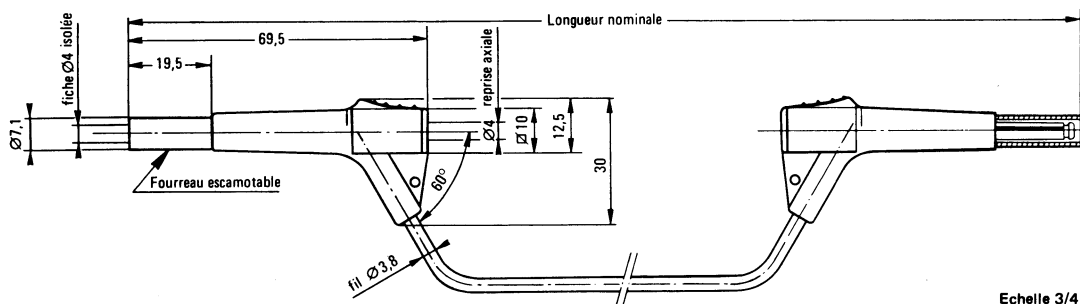 Longueur nominale
69,5
19,5
fiche Ø4 isolée
Ø7,1
reprise axiale
Ø4
Ø10
12,5
30
60°
Fourreau escamotable
fil Ø3,8
Echelle 3/4